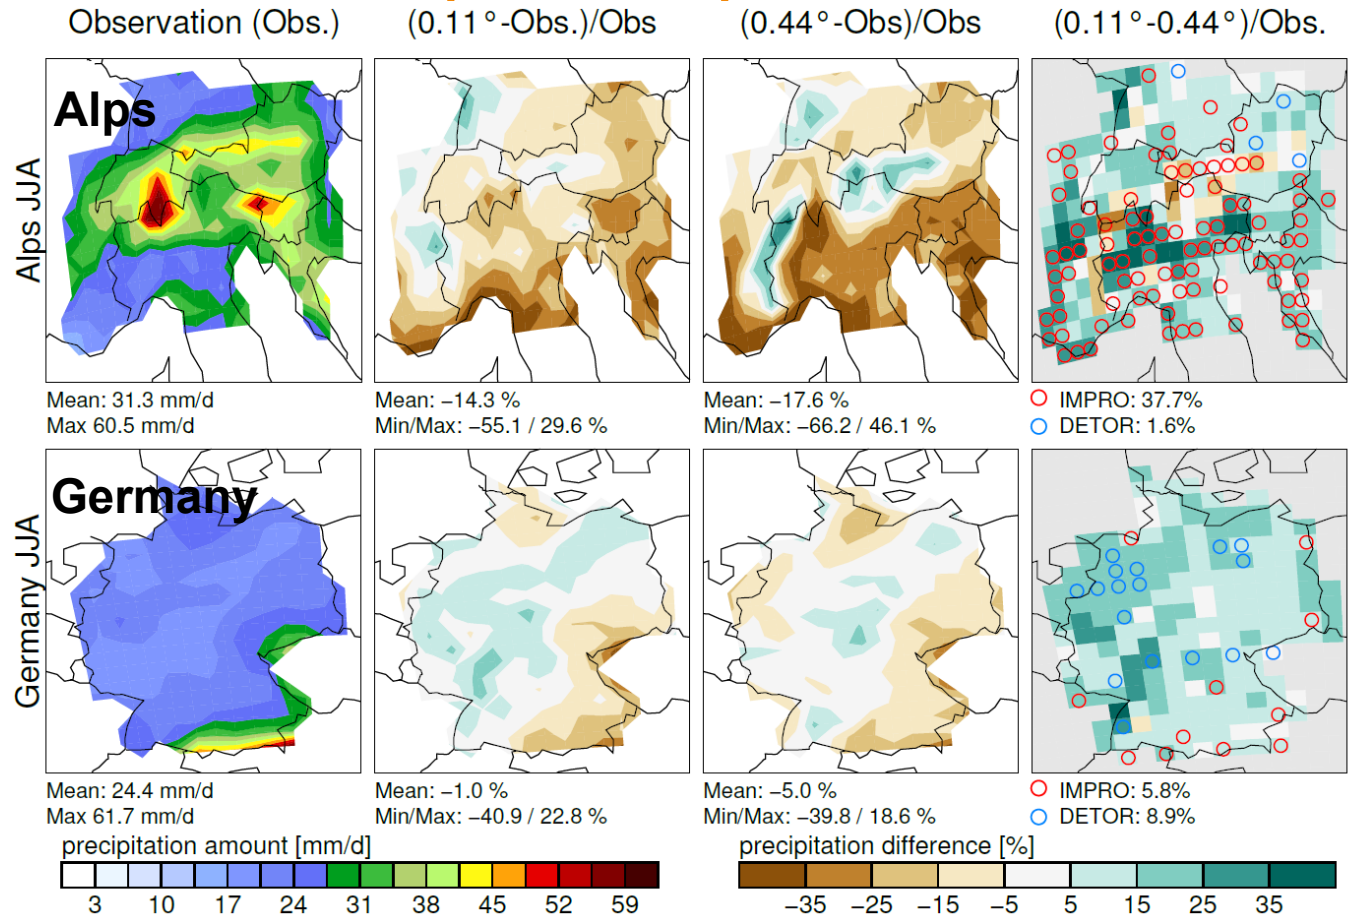 Observation (Obs.) (0.11°-Obs.)/Obs (0.44°-Obs)/Obs (0.11°-0.44°)/Obs.
Alps
Alps JJA
Mean: 31.3 mm/d Mean: −14.3 % Mean: −17.6 % IMPRO: 37.7%
Max 60.5 mm/d Min/Max: −55.1 / 29.6 % Min/Max: −66.2 / 46.1 % DETOR: 1.6%
Germany
Germany JJA
Mean: 24.4 mm/d Mean: −1.0 % Mean: −5.0 % IMPRO: 5.8%
Max 61.7 mm/d Min/Max: −40.9 / 22.8 % Min/Max: −39.8 / 18.6 % DETOR: 8.9%
precipitation amount [mm/d] precipitation difference [%]
3 10 17 24 31 38 45 52 59 −35 −25 −15 −5 5 15 25 35